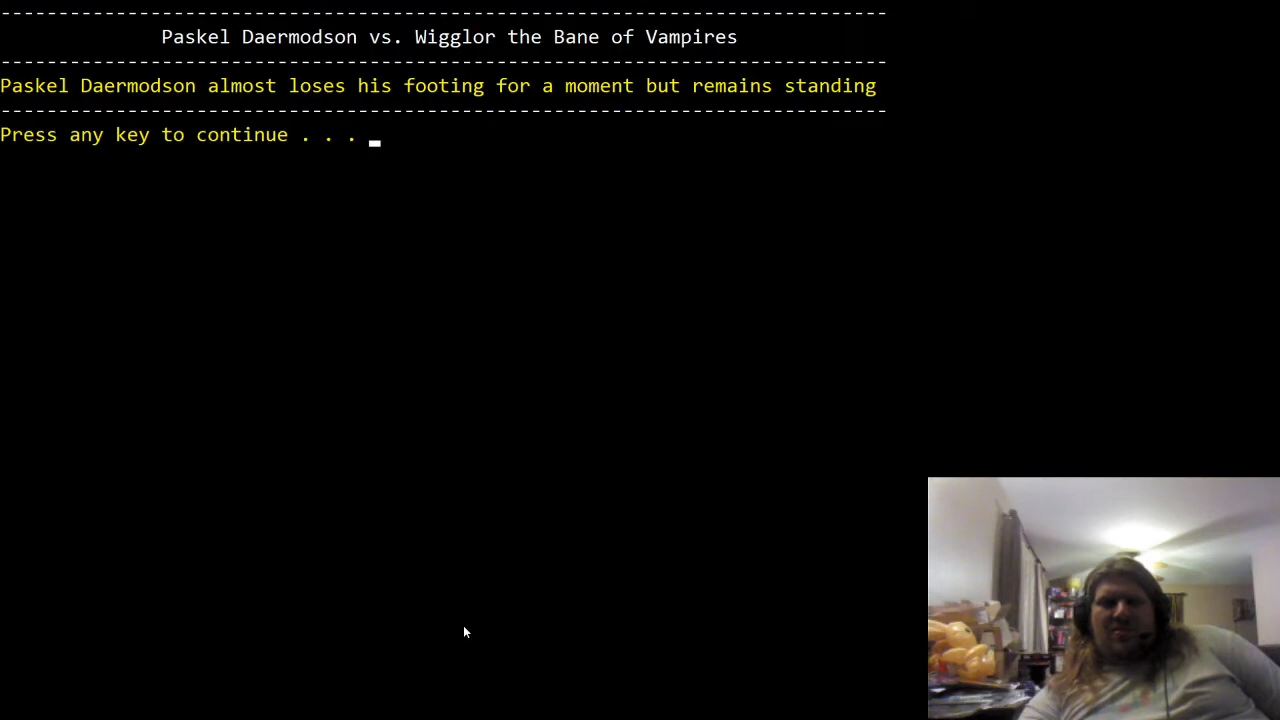 -----------------------------------------------------------------------------
Paskel Daermodson vs. Wigglor the Bane of Vampires
-----------------------------------------------------------------------------
Paskel Daermodson almost loses his footing for a moment but remains standing
-----------------------------------------------------------------------------
Press any key to continue . . .